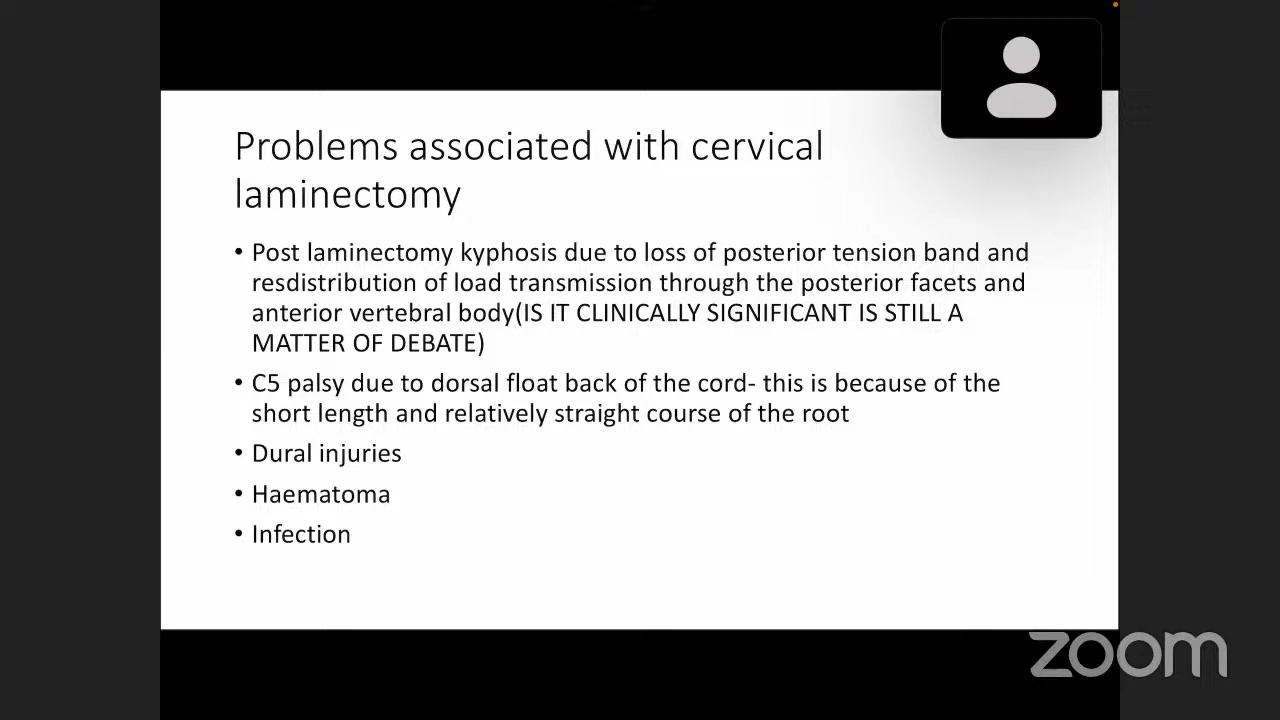 Problems associated with cervical
laminectomy
• Post laminectomy kyphosis due to loss of posterior tension band and
resdistribution of load transmission through the posterior facets and
anterior vertebral body(IS IT CLINICALLY SIGNIFICANT IS STILL A
MATTER OF DEBATE)
• C5 palsy due to dorsal float back of the cord- this is because of the
short length and relatively straight course of the root
• Dural injuries
• Haematoma
• Infection
zoom